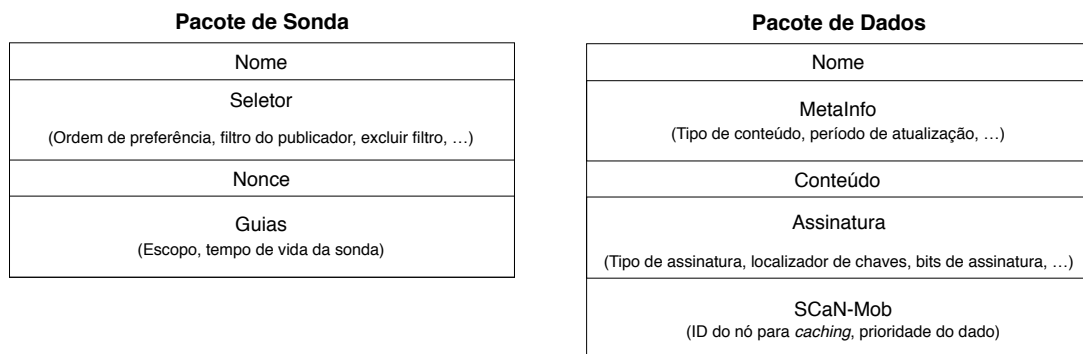 Pacote de Sonda
Nome
Seletor
(Ordem de preferência, filtro do publicador, excluir filtro, …)
Nonce
Guias
(Escopo, tempo de vida da sonda)
Pacote de Dados
Nome
MetaInfo
(Tipo de conteúdo, período de atualização, …)
Conteúdo
Assinatura
(Tipo de assinatura, localizador de chaves, bits de assinatura, …)
SCaN-Mob
(ID do nó para caching, prioridade do dado)